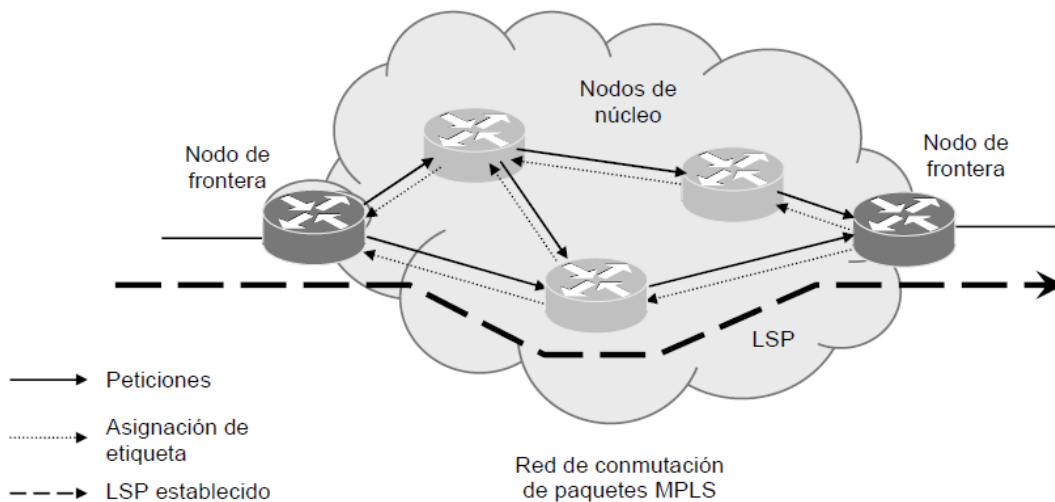 Nodos de
núcleo
Nodo de
frontera
Nodo de
frontera
LSP
Peticiones
Asignación de
etiqueta
LSP establecido
Red de conmutación
de paquetes MPLS